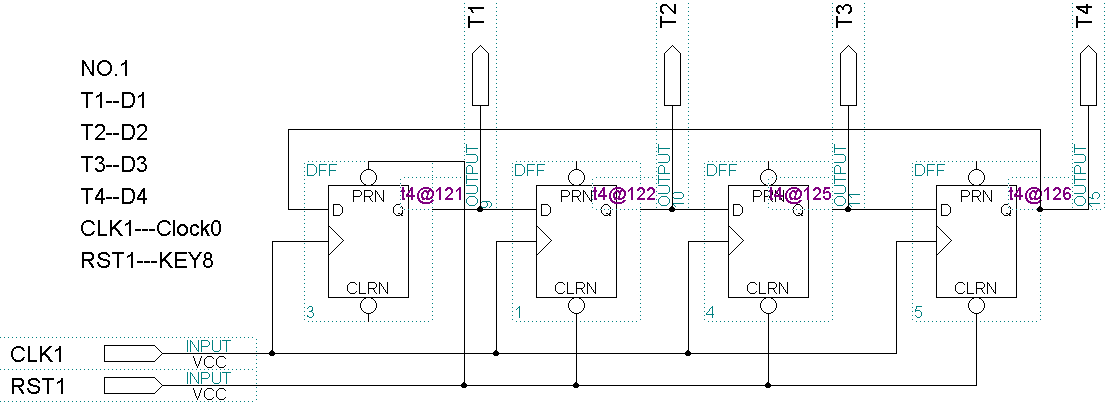 T1
T2
T3
T4
NO.1
T1--D1
T2--D2
T3--D3
T4--D4
CLK1---Clock0
RST1---KEY8
OUTPUT
9
OUTPUT
10
OUTPUT
11
OUTPUT
15
DFF
DFF
DFF
DFF
PRN
PRN
PRN
PRN
t4@121
t4@122
t4@125
t4@126
D
Q
D
Q
D
Q
D
Q
CLRN
CLRN
CLRN
CLRN
3
1
4
5
CLK1
INPUT
VCC
RST1
INPUT
VCC